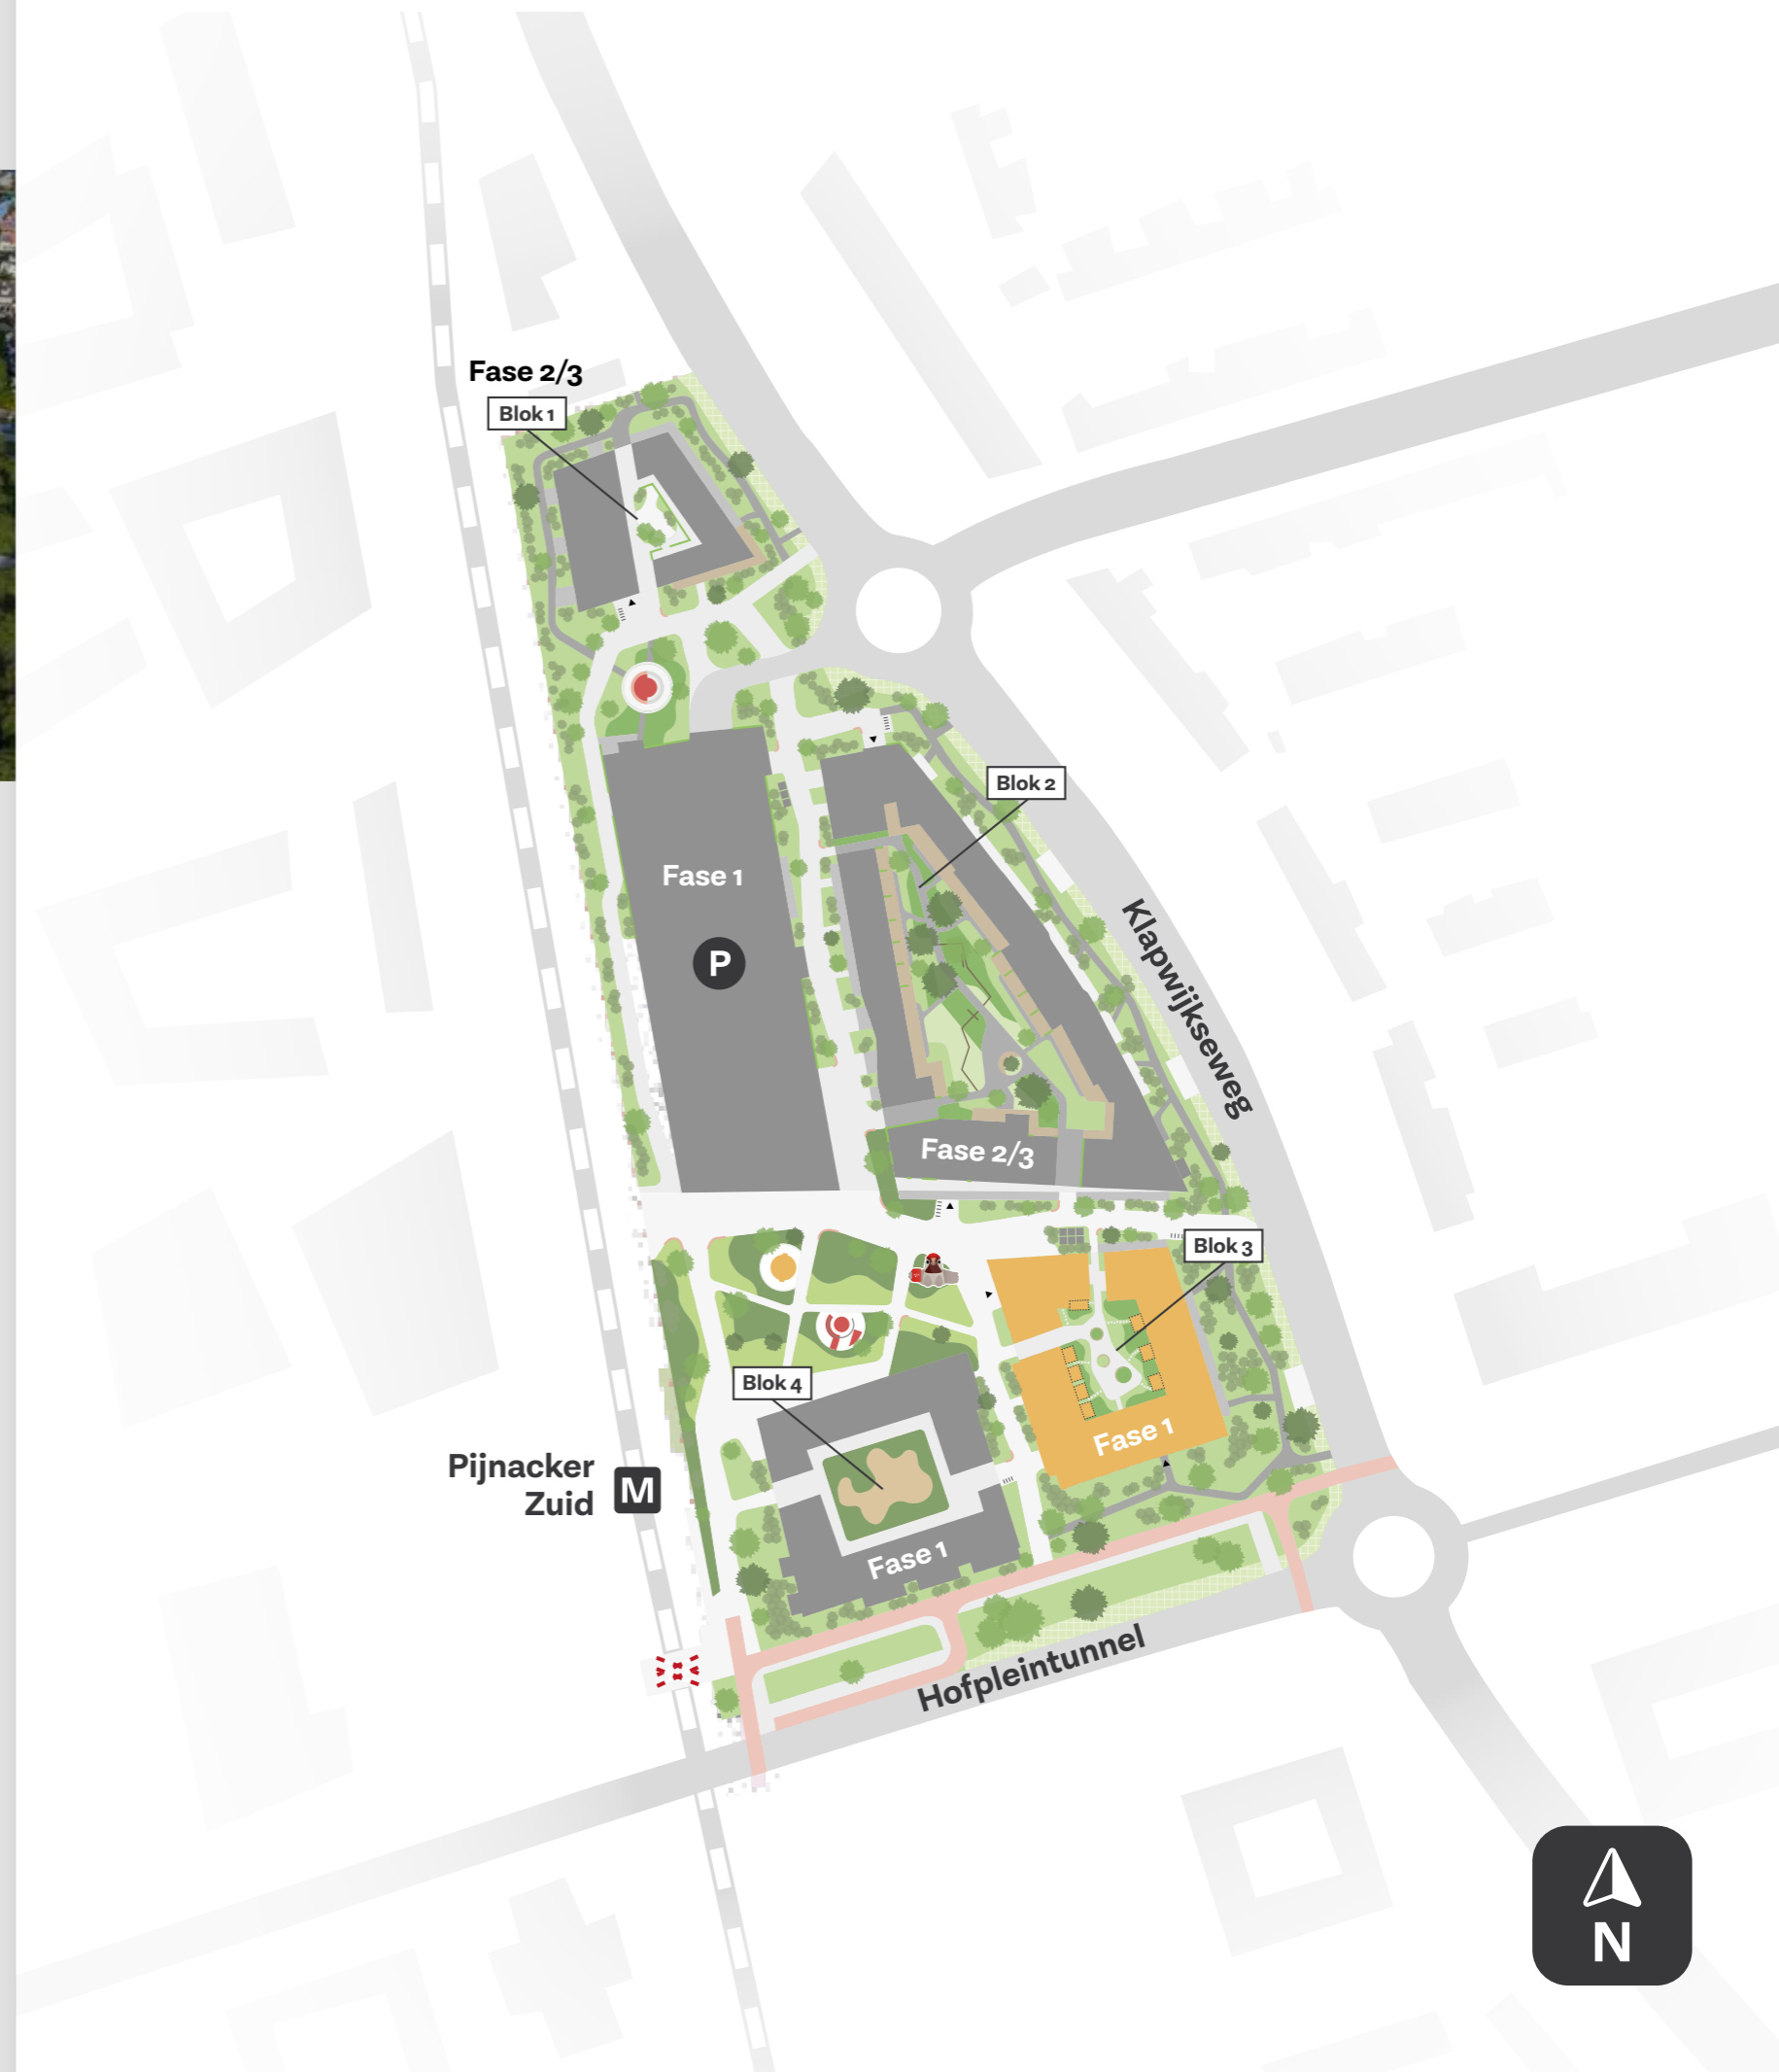 Fase 2/3
Blok 1
Blok 2
Fase 1
P
Klapwijkseweg
Fase 2/3
Blok 3
Blok 4
Fase 1
Pijnacker
Zuid
M
Fase 1
Hofpleintunnel
N